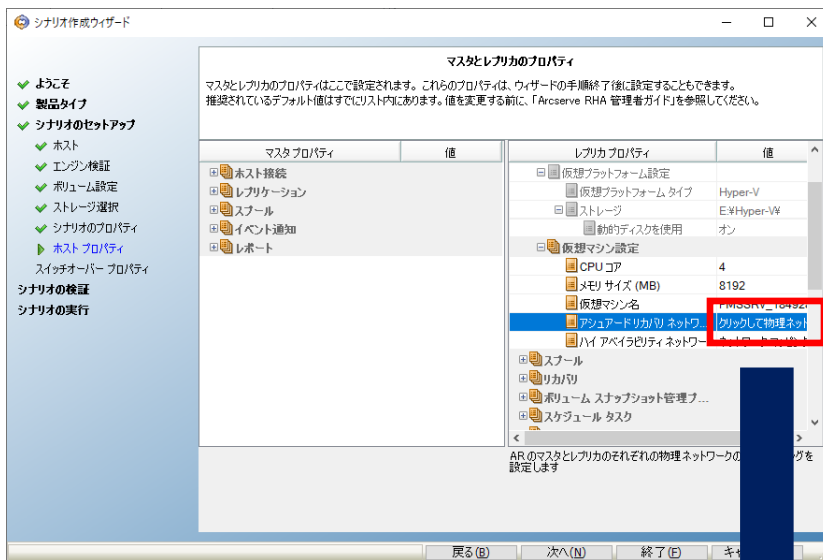 シナリオ作成ウィザード
マスタとレプリカのプロパティ
マスタとレプリカのプロパティはここで設定されます。これらのプロパティは、ウィザードの手順終了後に設定することもできます。
推奨されているデフォルト値はすでにリスト内にあります。値を変更する前に、「Arcserve RHA 管理者ガイド」を参照してください。
ようこそ
製品タイプ
シナリオのセットアップ
ホスト
エンジン検証
ボリューム設定
ストレージ選択
シナリオのプロパティ
ホスト プロパティ
スイッチオーバー プロパティ
シナリオの検証
シナリオの実行
マスタ プロパティ 値
ホスト接続
レプリケーション
スプール
イベント通知
レポート
レプリカ プロパティ 値
仮想プラットフォーム設定
仮想プラットフォーム タイプ Hyper-V
ストレージ E:¥Hyper-V¥
動的ディスクを使用 オン
仮想マシン設定
CPU コア 4
メモリ サイズ (MB) 8192
仮想マシン名
アシュアード リカバリ ネットワ... クリックして物理ネット
ハイ アベイラビリティ ネットワー
スプール
リカバリ
ボリューム スナップショット管理プ...
スケジュール タスク
AR のマスタとレプリカのそれぞれの物理ネットワークの グを
設定します
戻る(B) 次へ(N) 終了(F) キャ